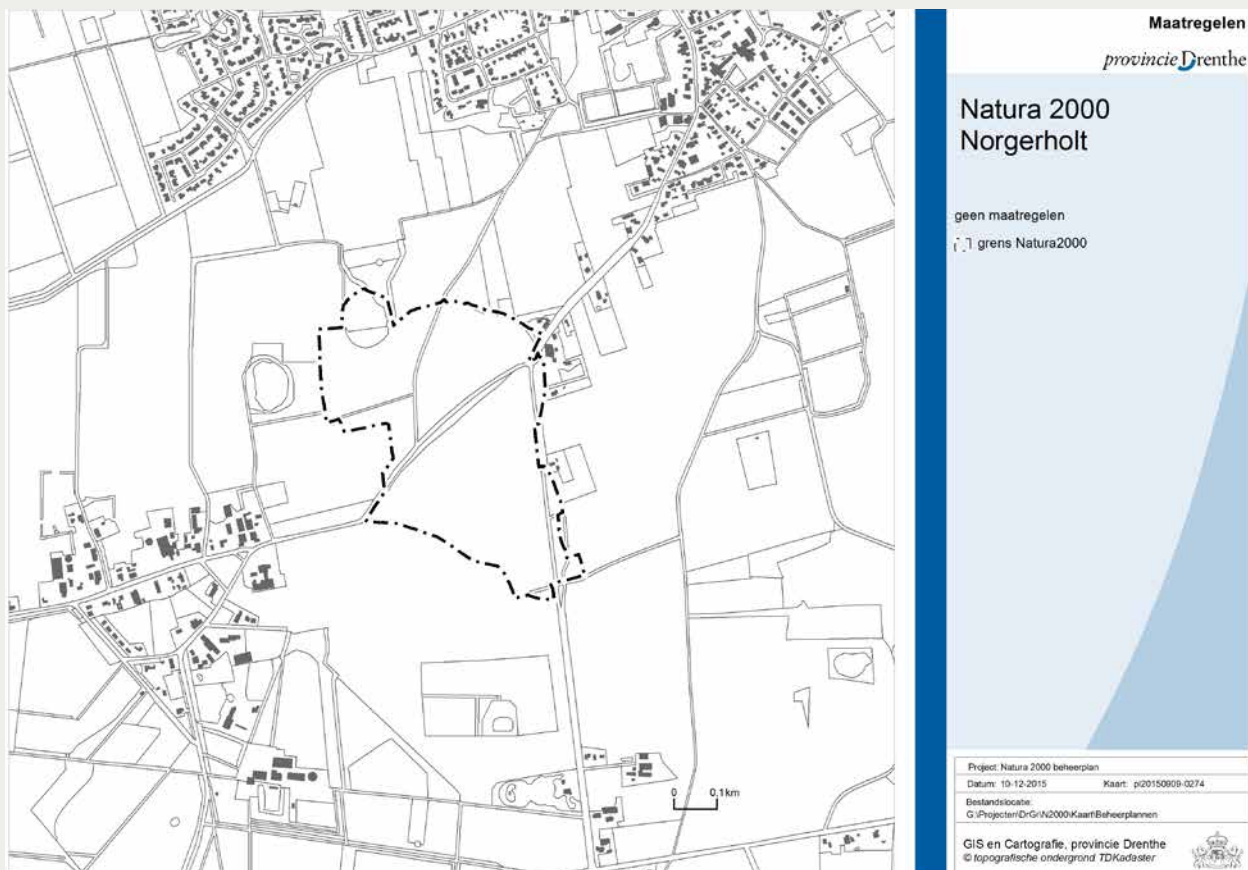 Maatregelen
provincie Drenthe
Natura 2000
Norgerholt
geen maatregelen
grens Natura2000
0 0,1km
Project: Natura 2000 beheerplan
Datum: 10-12-2015 Kaart: pl20150909-0274
Bestandslocatie:
G:\Projecten\DrGr\N2000\Kaart\Beheerplannen
GIS en Cartografie, provincie Drenthe
© topografische ondergrond TDKadaster